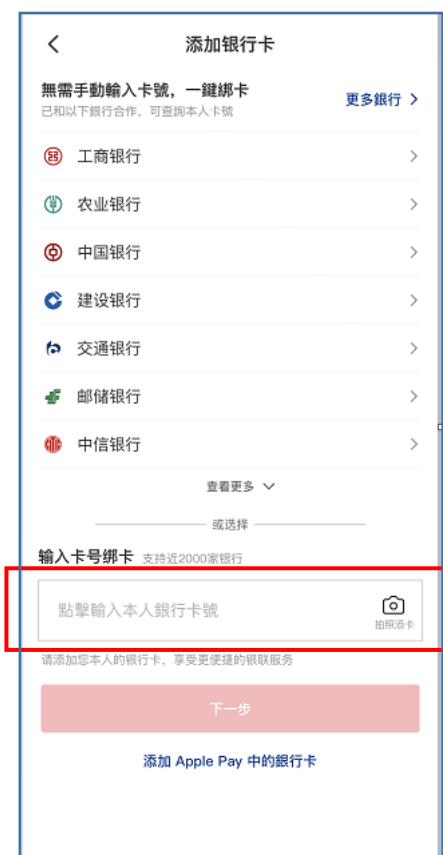 添加银行卡
無需手動輸入卡號，一鍵綁卡
已和以下銀行合作，可查詢本人卡號
更多銀行
工商银行
农业银行
中国银行
建设银行
交通银行
邮储银行
中信银行
查看更多
或选择
输入卡号绑卡 支持近2000家银行
點擊輸入本人銀行卡號
拍照添卡
请添加您本人的银行卡，享受更便捷的银联服务
下一步
添加 Apple Pay 中的銀行卡